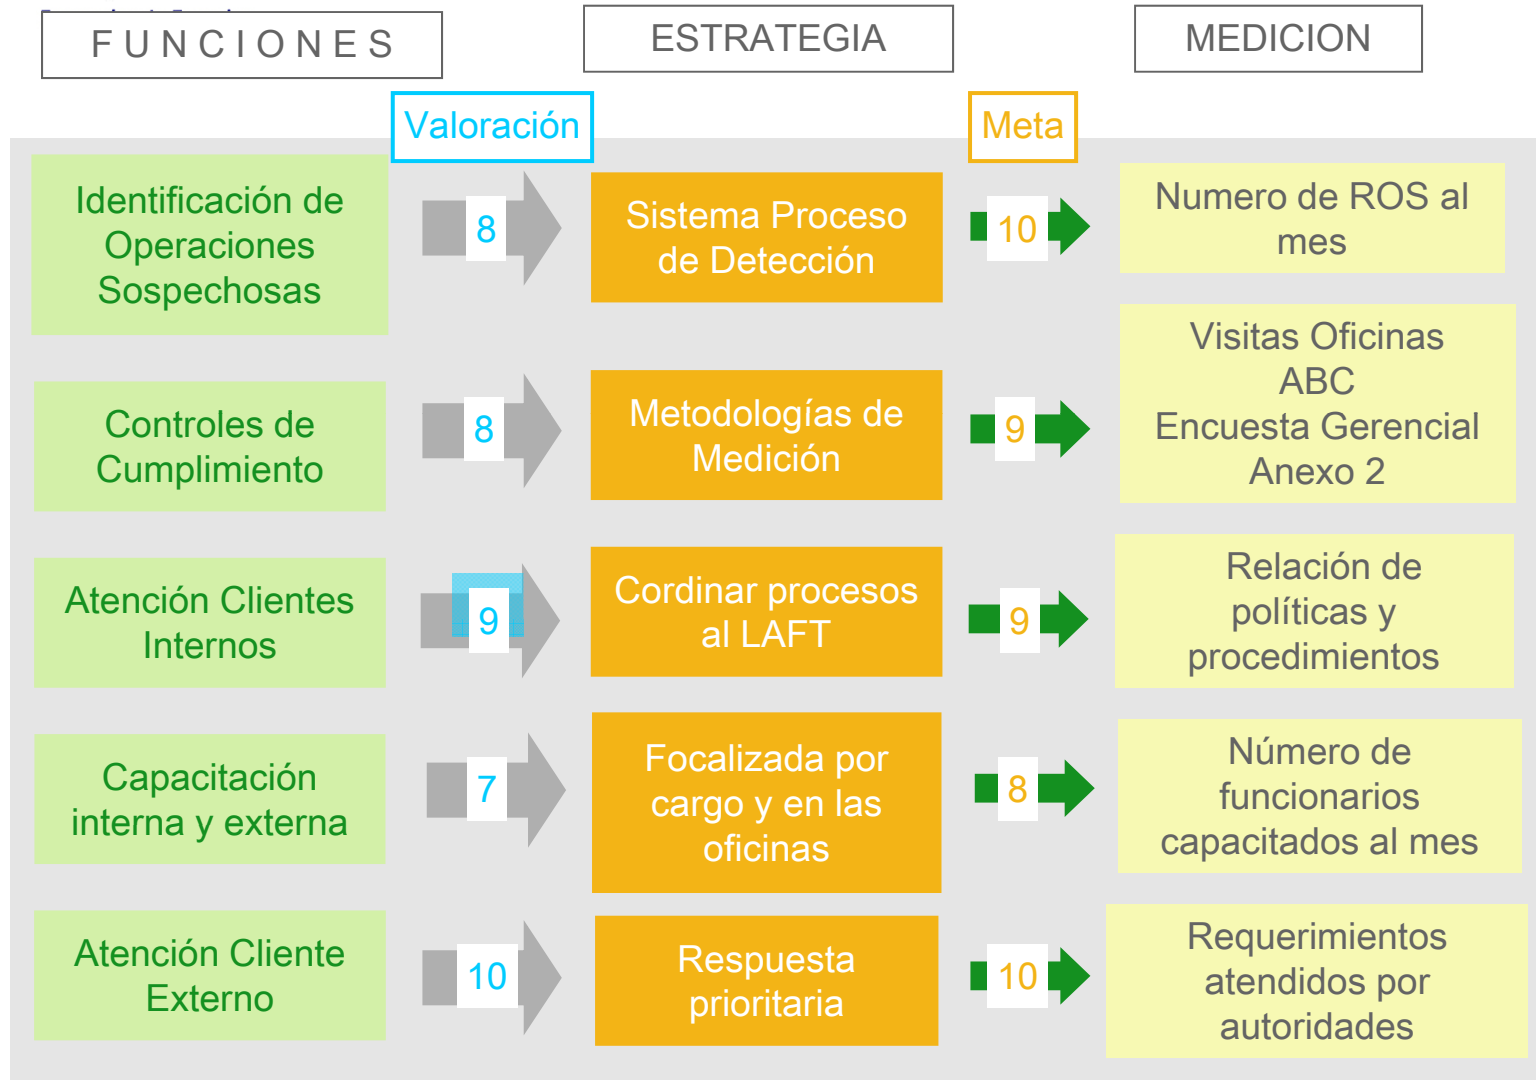 F U N C I O N E S
ESTRATEGIA
MEDICION
Valoración
Meta
Identificación de
Operaciones
Sospechosas
8
Sistema Proceso
de Detección
10
Numero de ROS al
mes
Controles de
Cumplimiento
8
Metodologías de
Medición
9
Visitas Oficinas
ABC
Encuesta Gerencial
Anexo 2
Atención Clientes
Internos
9
Cordinar procesos
al LAFT
9
Relación de
políticas y
procedimientos
Capacitación
interna y externa
7
Focalizada por
cargo y en las
oficinas
8
Número de
funcionarios
capacitados al mes
Atención Cliente
Externo
10
Respuesta
prioritaria
10
Requerimientos
atendidos por
autoridades